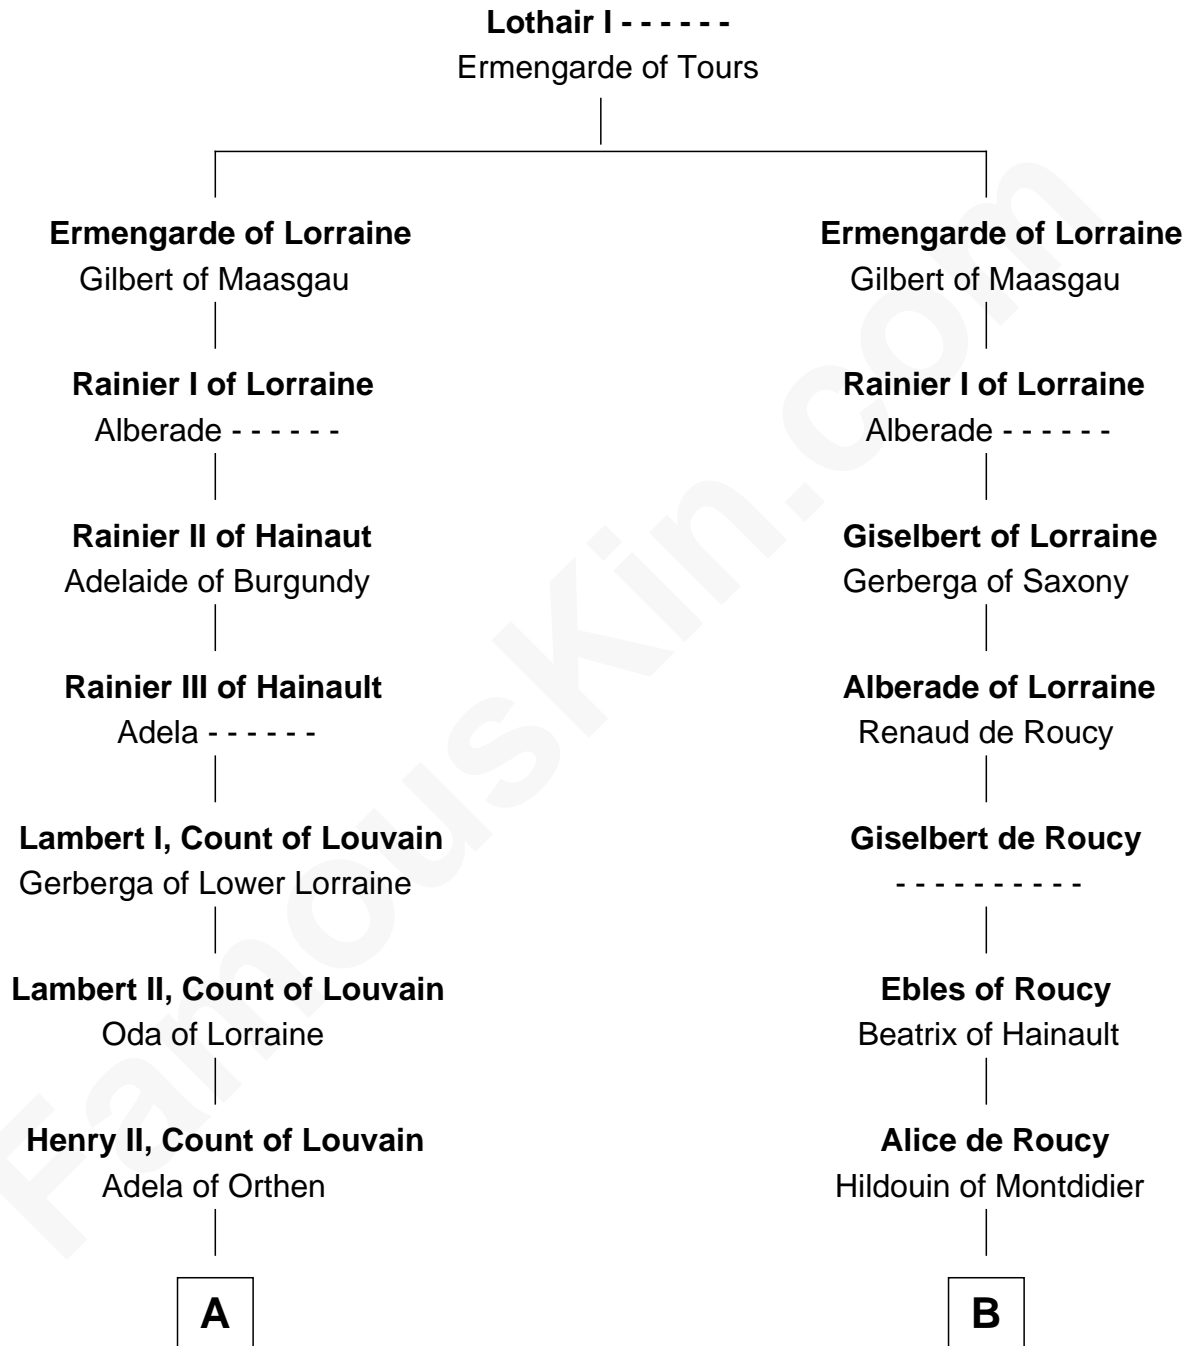 Lothair I - - - - - -
Ermengarde of Tours
Ermengarde of Lorraine
Gilbert of Maasgau
Rainier I of Lorraine
Alberade - - - - - -
Rainier II of Hainaut
Adelaide of Burgundy
Rainier III of Hainault
Adela - - - - - -
Lambert I, Count of Louvain
Gerberga of Lower Lorraine
Lambert II, Count of Louvain
Oda of Lorraine
Henry II, Count of Louvain
Adela of Orthen
A
Ermengarde of Lorraine
Gilbert of Maasgau
Rainier I of Lorraine
Alberade - - - - - -
Giselbert of Lorraine
Gerberga of Saxony
Alberade of Lorraine
Renaud de Roucy
Giselbert de Roucy
- - - - - - - - - -
Ebles of Roucy
Beatrix of Hainault
Alice de Roucy
Hildouin of Montdidier
B
FamousKin.com